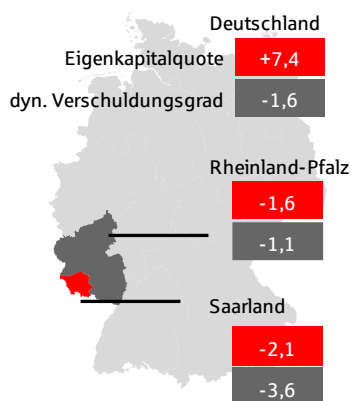 Deutschland
Eigenkapitalquote +7,4
dyn. Verschuldungsgrad -1,6
Rheinland-Pfalz
-1,6
-1,1
Saarland
-2,1
-3,6